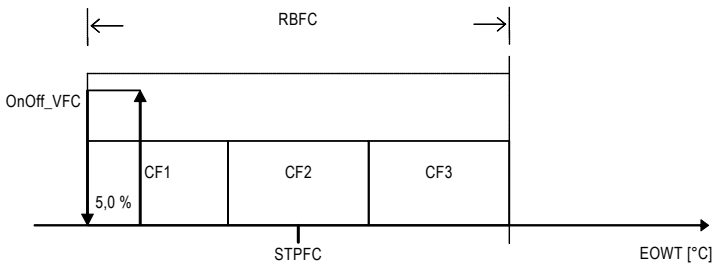 RBFC
OnOff_VFC
CF1
CF2
CF3
5,0 %
STPFC
EOWT [°C]